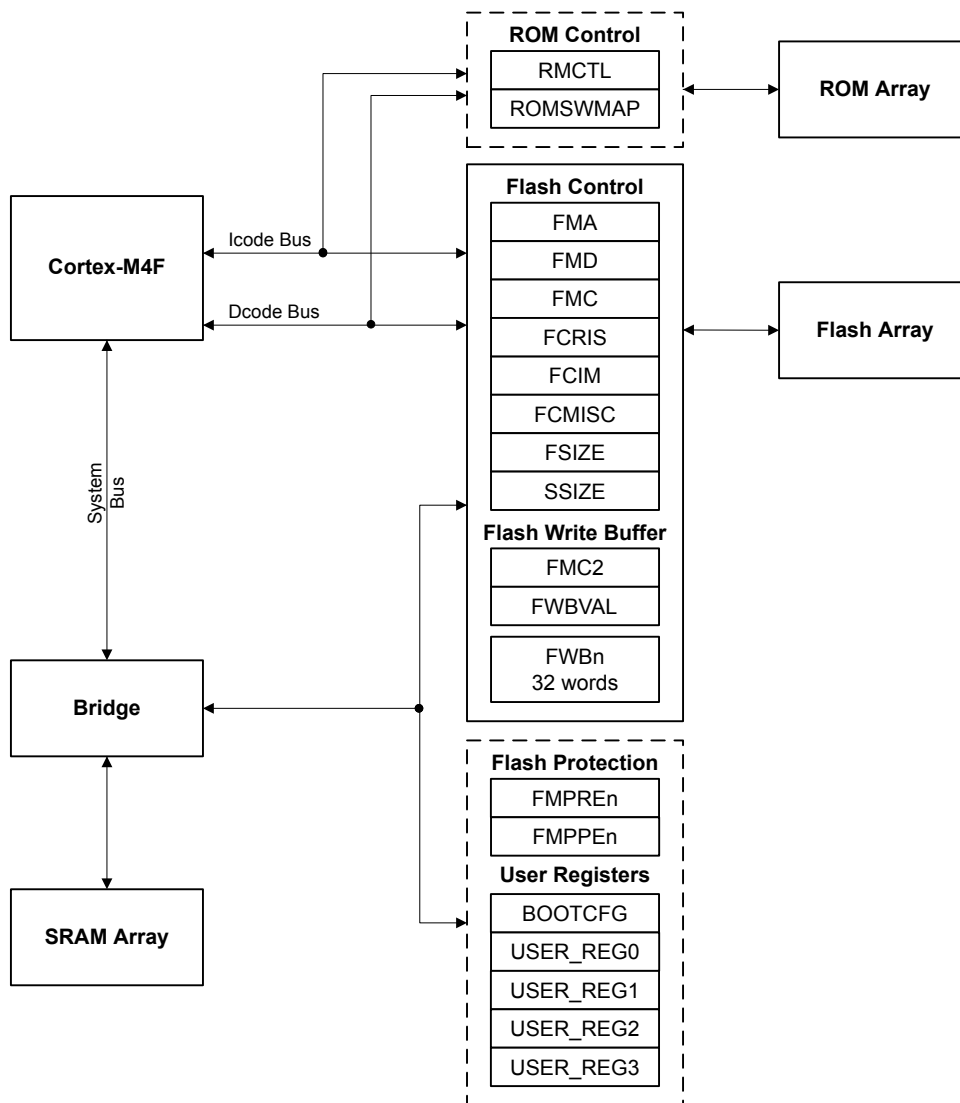 ROM Control
RMCTL
ROMSWMAP
ROM Array
Flash Control
FMA
FMD
FMC
FCRIS
FCIM
FCMISC
FSIZE
SSIZE
Flash Write Buffer
FMC2
FWBVAL
FWBn
32 words
Flash Array
Cortex-M4F
Icode Bus
Dcode Bus
System
Bus
Bridge
SRAM Array
Flash Protection
FMPREn
FMPPEn
User Registers
BOOTCFG
USER_REG0
USER_REG1
USER_REG2
USER_REG3